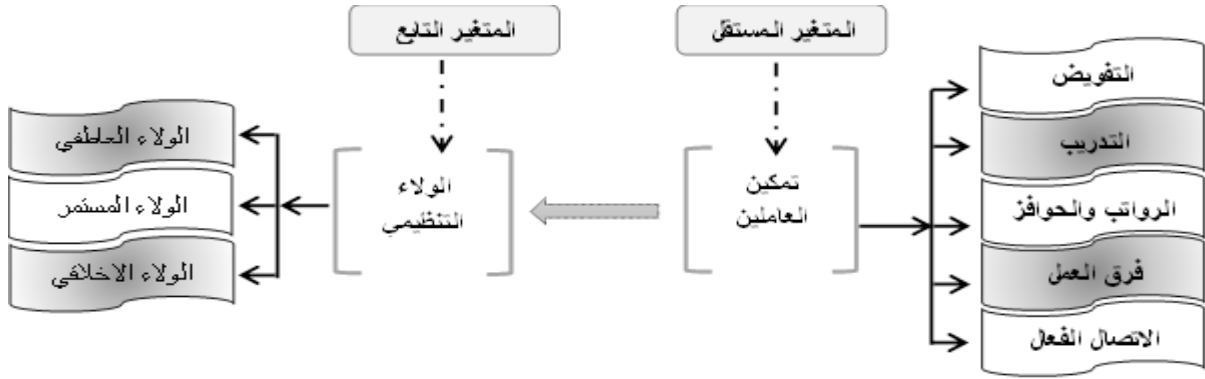 المتغير المستقل
المتغير التابع
التفويض
التدريب
الرواتب والحوافز
فرق العمل
الاتصال الفعال
تمكين
العاملين
الولاء
التنظيمي
الولاء العاطفي
الولاء المستمر
الولاء الاخلاقي